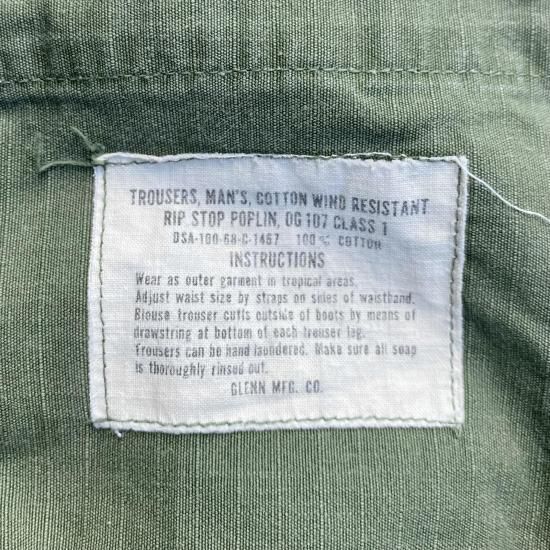 TROUSERS, MAN'S, COTTON WIND RESISTANT
RIP STOP POPLIN, OG 107 CLASS 1
DSA-100-68-C-1467 100% COTTON
INSTRUCTIONS
Wear as outer garment in tropical areas.
Adjust waist size by straps on sides of waistband.
Blouse trouser cuffs outside of boots by means of
drawstring at bottom of each trouser leg.
Trousers can be hand laundered. Make sure all soap
is thoroughly rinsed out.
GLENN MFG. CO.